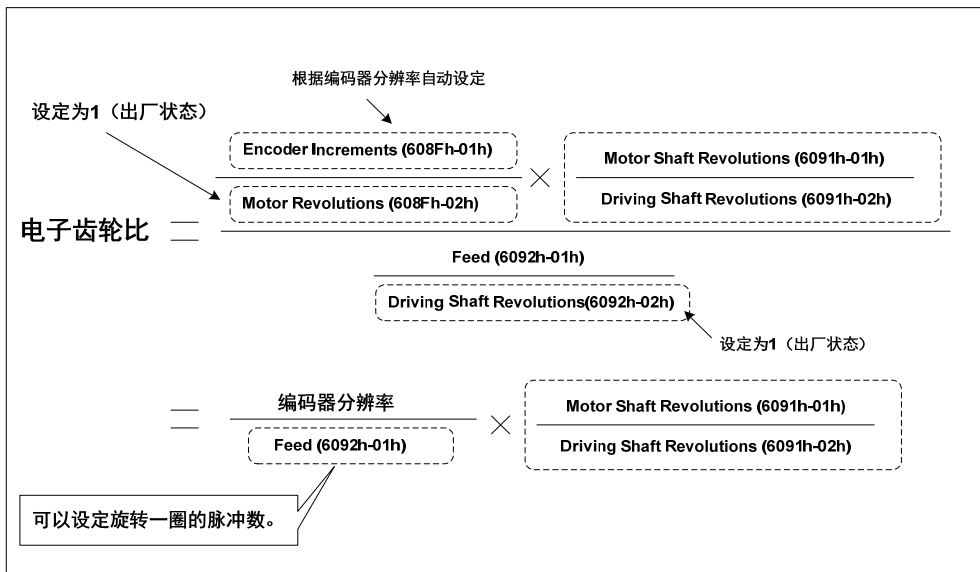 根据编码器分辨率自动设定
设定为1（出厂状态）
Encoder Increments (608Fh-01h)
Motor Revolutions (608Fh-02h)
×
Motor Shaft Revolutions (6091h-01h)
Driving Shaft Revolutions (6091h-02h)
电子齿轮比 =
Feed (6092h-01h)
Driving Shaft Revolutions(6092h-02h)
设定为1（出厂状态）
=
编码器分辨率
Feed (6092h-01h)
×
Motor Shaft Revolutions (6091h-01h)
Driving Shaft Revolutions (6091h-02h)
可以设定旋转一圈的脉冲数。